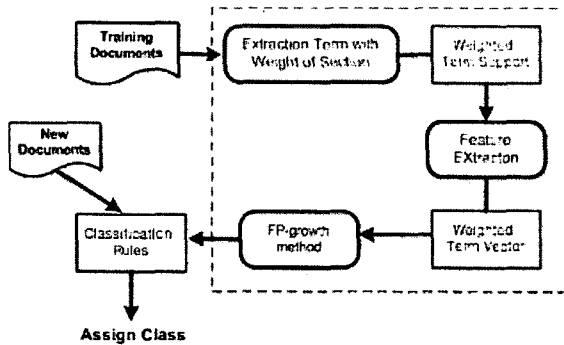 Training
Documents
Extraction Term with
Weight of Section
Weighted
Term Support
New
Documents
Feature
EXtracton
Classification
Rules
FP-growth
method
Weighted
Term Vector
Assign Class